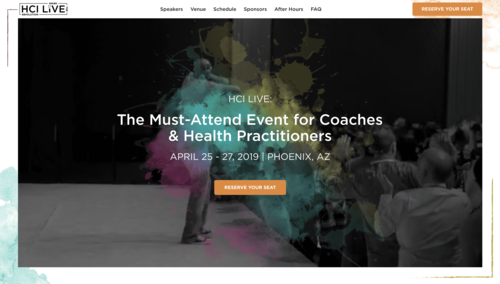 HCI LIVE!
Speakers
Venue
Schedule
Sponsors
After Hours
FAQ
RESERVE YOUR SEAT
HCI LIVE:
The Must-Attend Event for Coaches
& Health Practitioners
APRIL 25 - 27, 2019 | PHOENIX, AZ
RESERVE YOUR SEAT